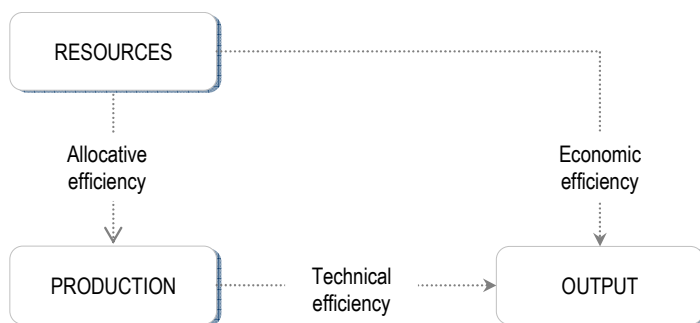 RESOURCES
Allocative
efficiency
Economic
efficiency
PRODUCTION
Technical
efficiency
OUTPUT